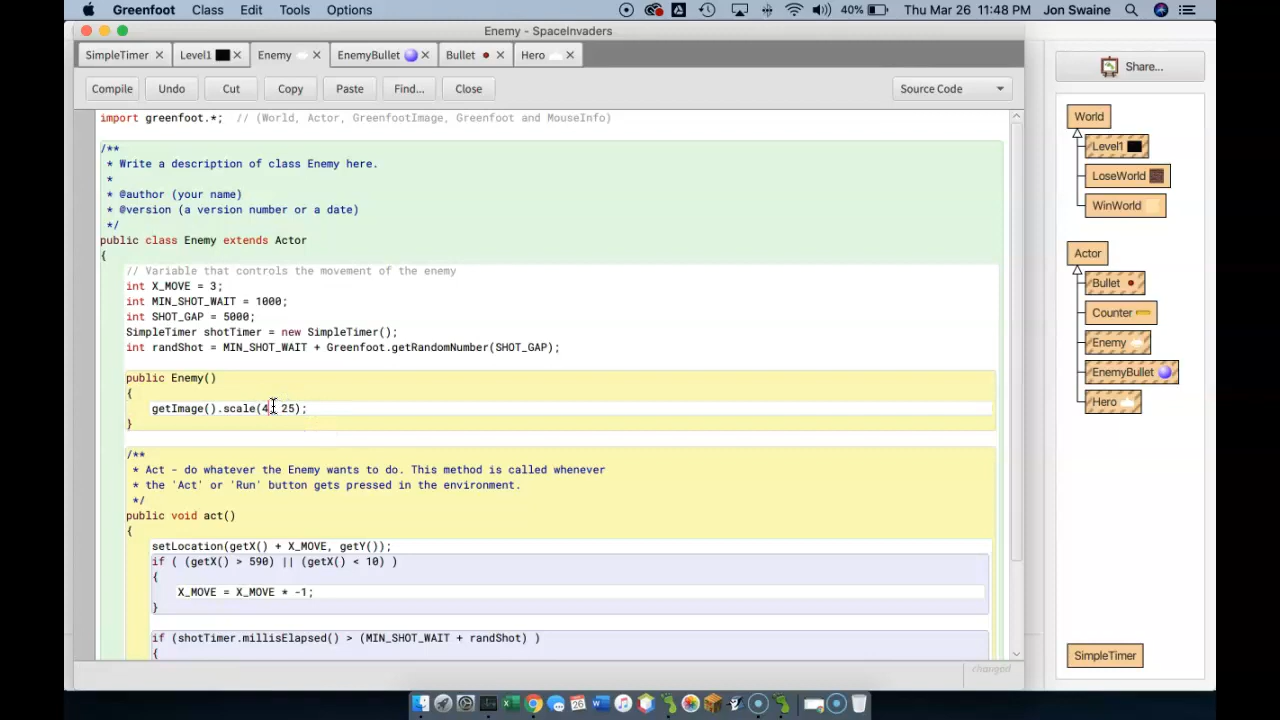 Greenfoot Class Edit Tools Options 40% Thu Mar 26 11:48 PM Jon Swaine
Enemy - SpaceInvaders
SimpleTimer Level1 Enemy EnemyBullet Bullet Hero
Compile Undo Cut Copy Paste Find... Close Source Code
Share...
import greenfoot.*; // (World, Actor, GreenfootImage, Greenfoot and MouseInfo)
/**
* Write a description of class Enemy here.
*
* @author (your name)
* @version (a version number or a date)
*/
public class Enemy extends Actor
{
// Variable that controls the movement of the enemy
int X_MOVE = 3;
int MIN_SHOT_WAIT = 1000;
int SHOT_GAP = 5000;
SimpleTimer shotTimer = new SimpleTimer();
int randShot = MIN_SHOT_WAIT + Greenfoot.getRandomNumber(SHOT_GAP);
public Enemy()
{
getImage().scale(4 25);
}
/**
* Act - do whatever the Enemy wants to do. This method is called whenever
* the 'Act' or 'Run' button gets pressed in the environment.
*/
public void act()
{
setLocation(getX() + X_MOVE, getY());
if ( (getX() > 590) || (getX() < 10) )
{
X_MOVE = X_MOVE * -1;
}
if (shotTimer.millisElapsed() > (MIN_SHOT_WAIT + randShot) )
{
changed
World
Level1
LoseWorld
WinWorld
Actor
Bullet
Counter
Enemy
EnemyBullet
Hero
SimpleTimer
26